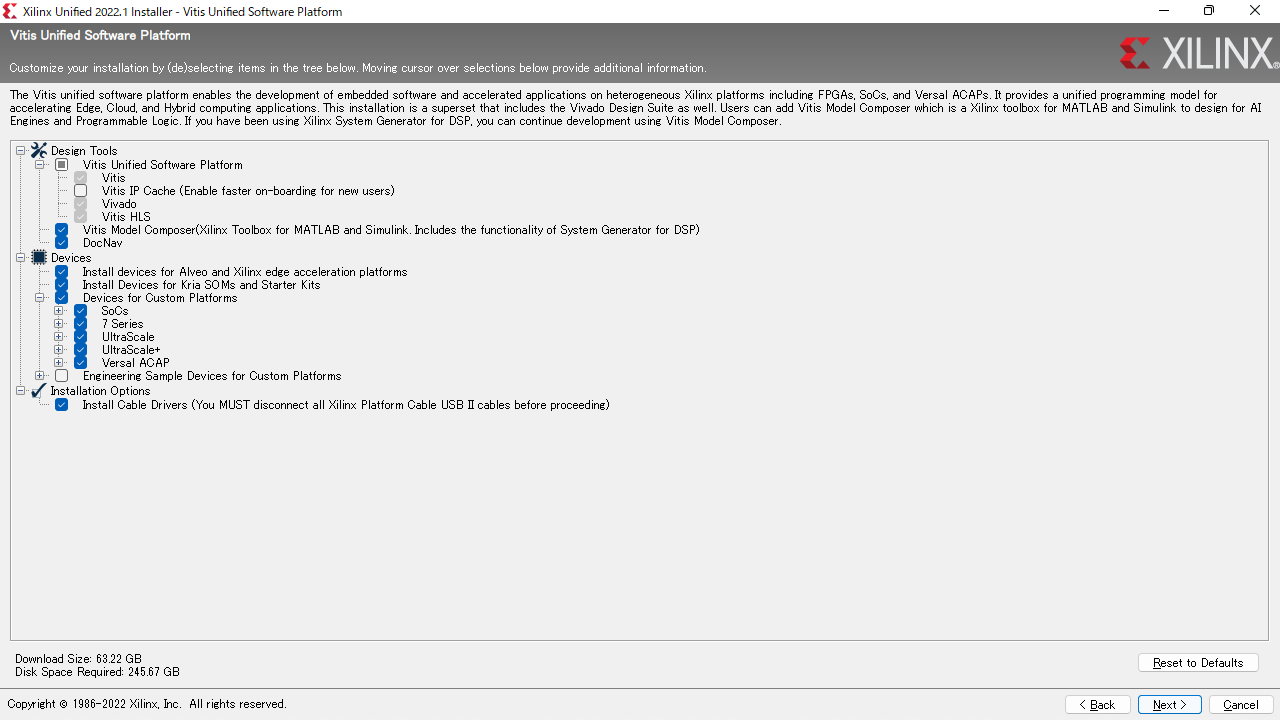 Xilinx Unified 2022.1 Installer - Vitis Unified Software Platform
Vitis Unified Software Platform
Customize your installation by (de)selecting items in the tree below. Moving cursor over selections below provide additional information.
XILINX®
The Vitis unified software platform enables the development of embedded software and accelerated applications on heterogeneous Xilinx platforms including FPGAs, SoCs, and Versal ACAPs. It provides a unified programming model for
accelerating Edge, Cloud, and Hybrid computing applications. This installation is a superset that includes the Vivado Design Suite as well. Users can add Vitis Model Composer which is a Xilinx toolbox for MATLAB and Simulink to design for AI
Engines and Programmable Logic. If you have been using Xilinx System Generator for DSP, you can continue development using Vitis Model Composer.
Design Tools
Vitis Unified Software Platform
Vitis
Vitis IP Cache (Enable faster on-boarding for new users)
Vivado
Vitis HLS
Vitis Model Composer(Xilinx Toolbox for MATLAB and Simulink. Includes the functionality of System Generator for DSP)
DocNav
Devices
Install devices for Alveo and Xilinx edge acceleration platforms
Install Devices for Kria SOMs and Starter Kits
Devices for Custom Platforms
SoCs
7 Series
UltraScale
UltraScale+
Versal ACAP
Engineering Sample Devices for Custom Platforms
Installation Options
Install Cable Drivers (You MUST disconnect all Xilinx Platform Cable USB II cables before proceeding)
Download Size: 63.22 GB
Disk Space Required: 245.67 GB
Reset to Defaults
Copyright © 1986-2022 Xilinx, Inc. All rights reserved.
< Back
Next >
Cancel